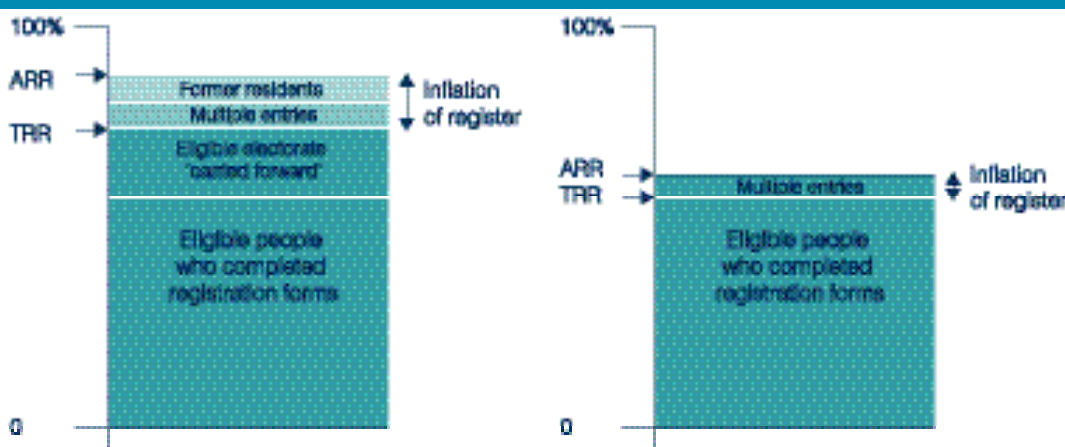 100%
ARR
Former residents
Multiple entries
Inflation
of register
TRR
Eligible electorate
'carried forward'
Eligible people
who completed
registration forms
0
100%
ARR
TRR
Multiple entries
Inflation
of register
Eligible people
who completed
registration forms
0